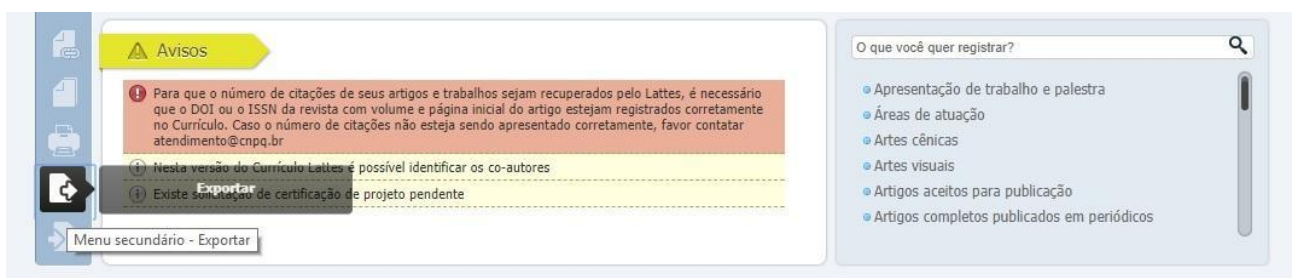 Avisos
Para que o número de citações de seus artigos e trabalhos sejam recuperados pelo Lattes, é necessário
que o DOI ou o ISSN da revista com volume e página inicial do artigo estejam registrados corretamente
no Currículo. Caso o número de citações não esteja sendo apresentado corretamente, favor contatar
atendimento@cnpq.br
Nesta versão do Currículo Lattes é possível identificar os co-autores
Existe solicitação de certificação de projeto pendente
Exportar
Menu secundário - Exportar
O que você quer registrar?
Apresentação de trabalho e palestra
Áreas de atuação
Artes cênicas
Artes visuais
Artigos aceitos para publicação
Artigos completos publicados em periódicos